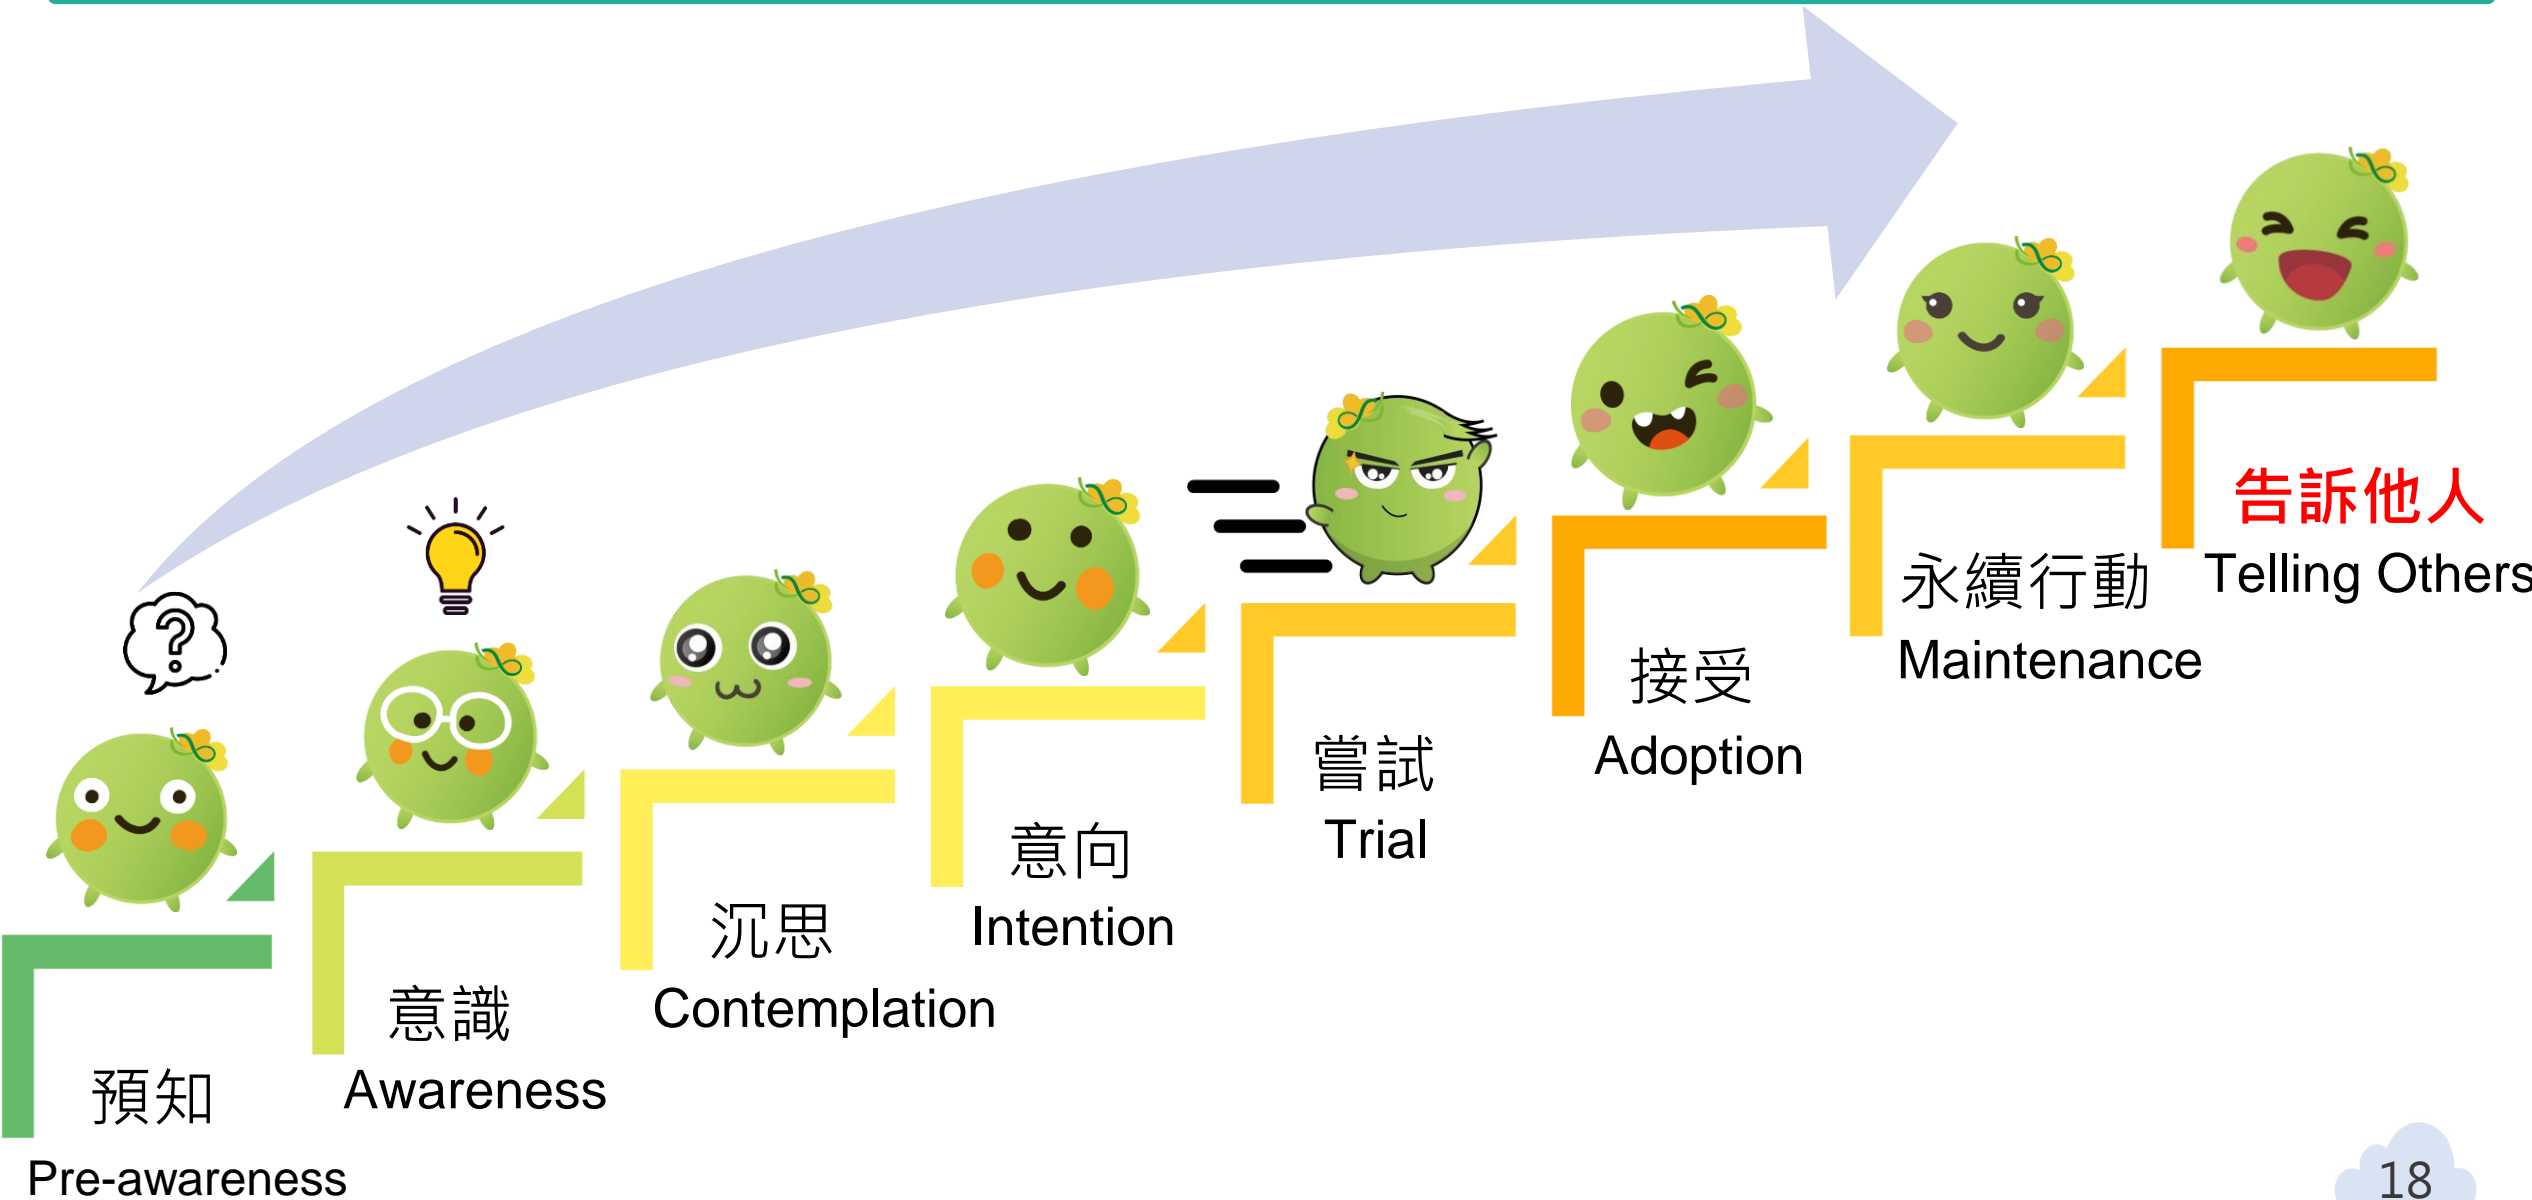 預知
Pre-awareness
意識
Awareness
沉思
Contemplation
意向
Intention
嘗試
Trial
接受
Adoption
永續行動
Maintenance
告訴他人
Telling Others
?
18